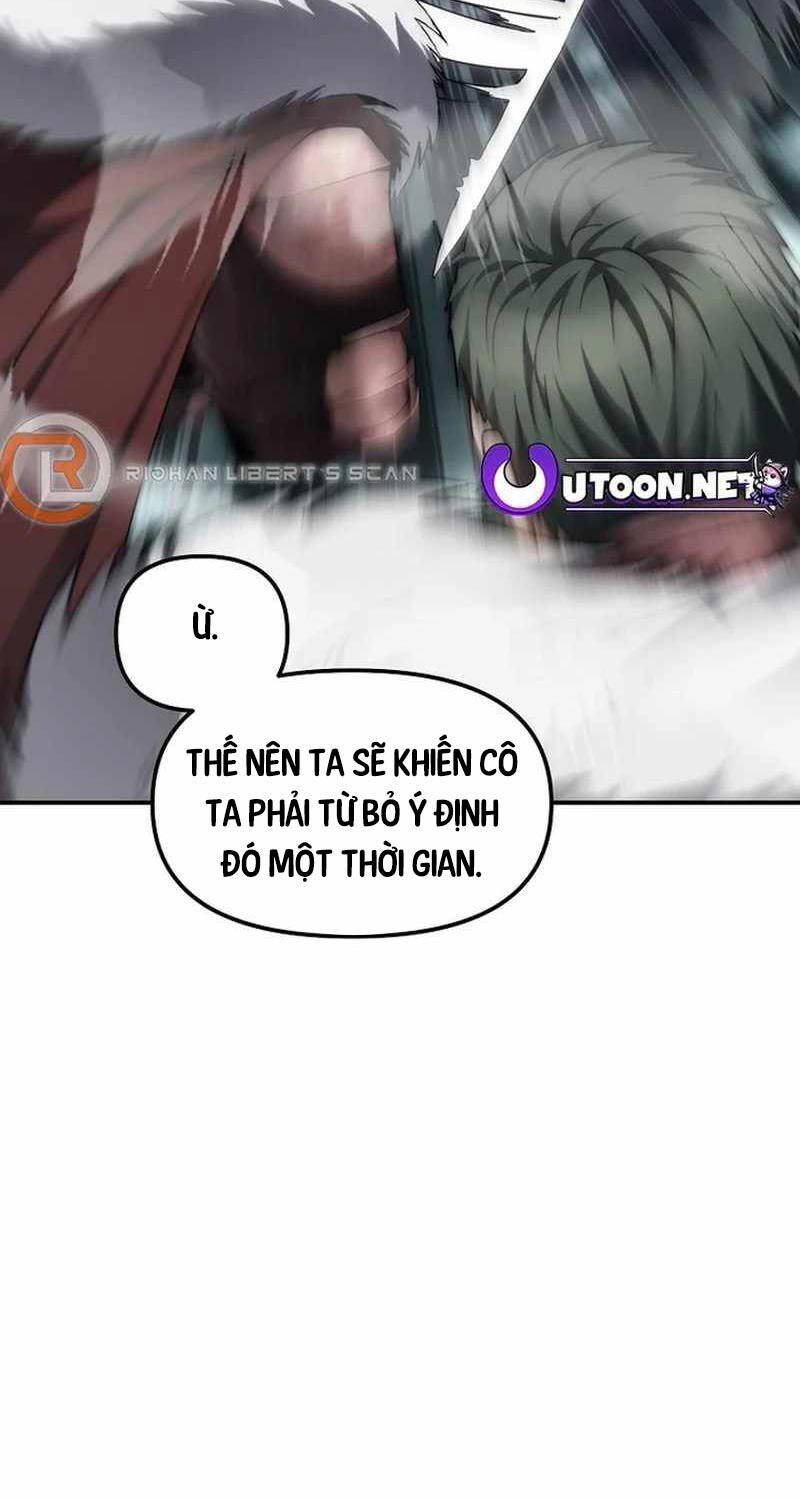 RIOHAN LIBERT'S SCAN
UTOON.NET
Ừ.
THẾ NÊN TA SẼ KHIẾN CÔ
TA PHẢI TỪ BỎ Ý ĐỊNH
ĐÓ MỘT THỜI GIAN.